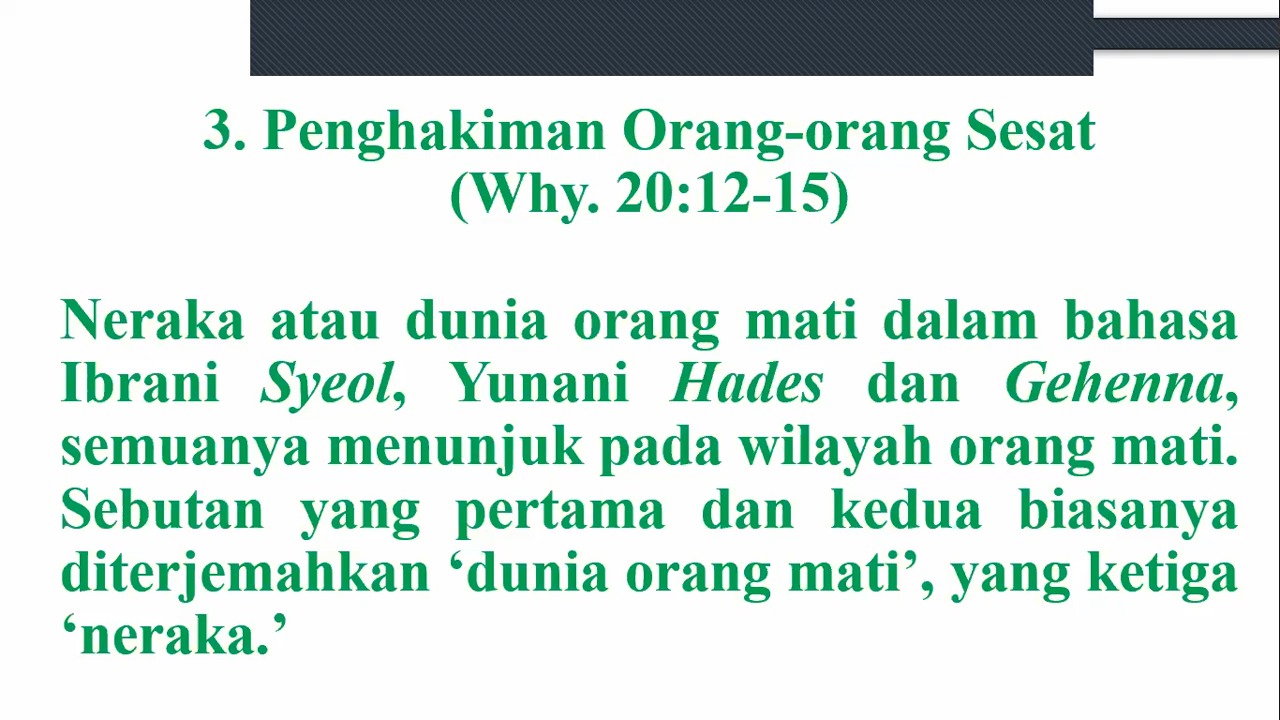 3. Penghakiman Orang-orang Sesat
(Why. 20:12-15)
Neraka atau dunia orang mati dalam bahasa
Ibrani Syeol, Yunani Hades dan Gehenna,
semuanya menunjuk pada wilayah orang mati.
Sebutan yang pertama dan kedua biasanya
diterjemahkan ‘dunia orang mati’, yang ketiga
‘neraka.’